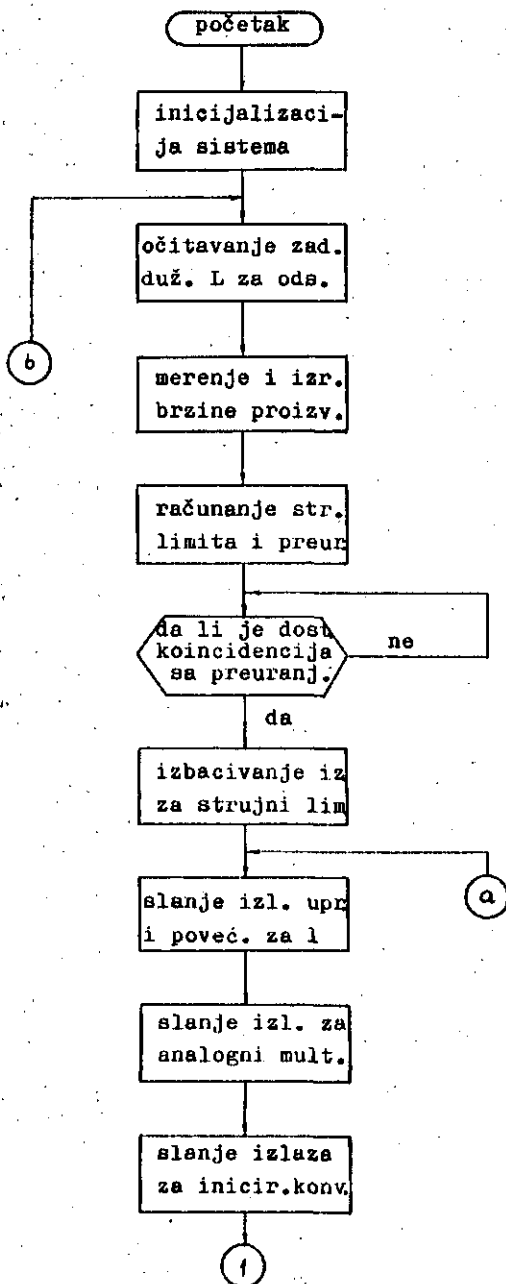 početak
inicijalizaci-
ja sistema
očitavanje zad.
duž. L za ods.
b
merenje i izr.
brzine proizv.
računanje str.
limita i preur
da li je dost
koincidencija
sa preuranj.
ne
da
izbacivanje iz
za strujni lim
a
slanje izl. upr
i poveć. za 1
slanje izl. za
analogni mult.
slanje izlaza
za inicir.konv.
1